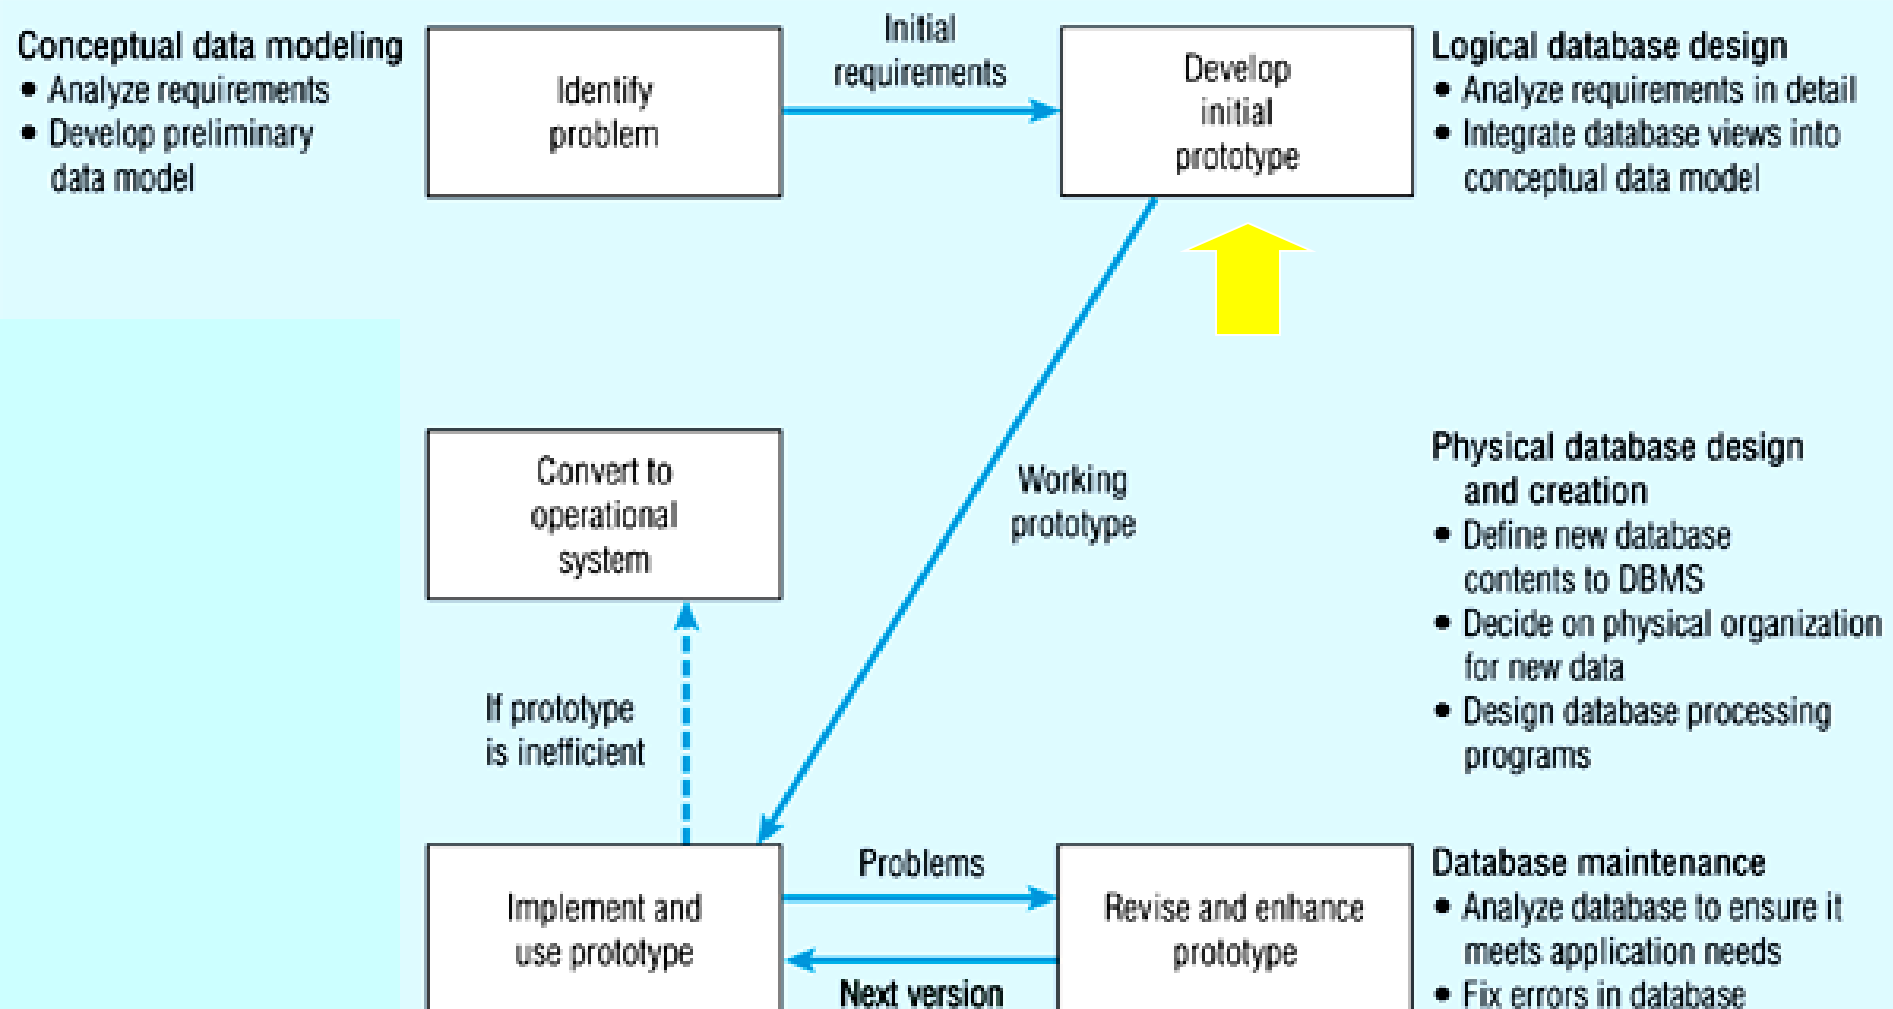 Conceptual data modeling
• Analyze requirements
• Develop preliminary
data model
Identify
problem
Initial
requirements
Develop
initial
prototype
Logical database design
• Analyze requirements in detail
• Integrate database views into
conceptual data model
Convert to
operational
system
Working
prototype
Physical database design
and creation
• Define new database
contents to DBMS
• Decide on physical organization
for new data
• Design database processing
programs
If prototype
is inefficient
Implement and
use prototype
Problems
Next version
Revise and enhance
prototype
Database maintenance
• Analyze database to ensure it
meets application needs
• Fix errors in database